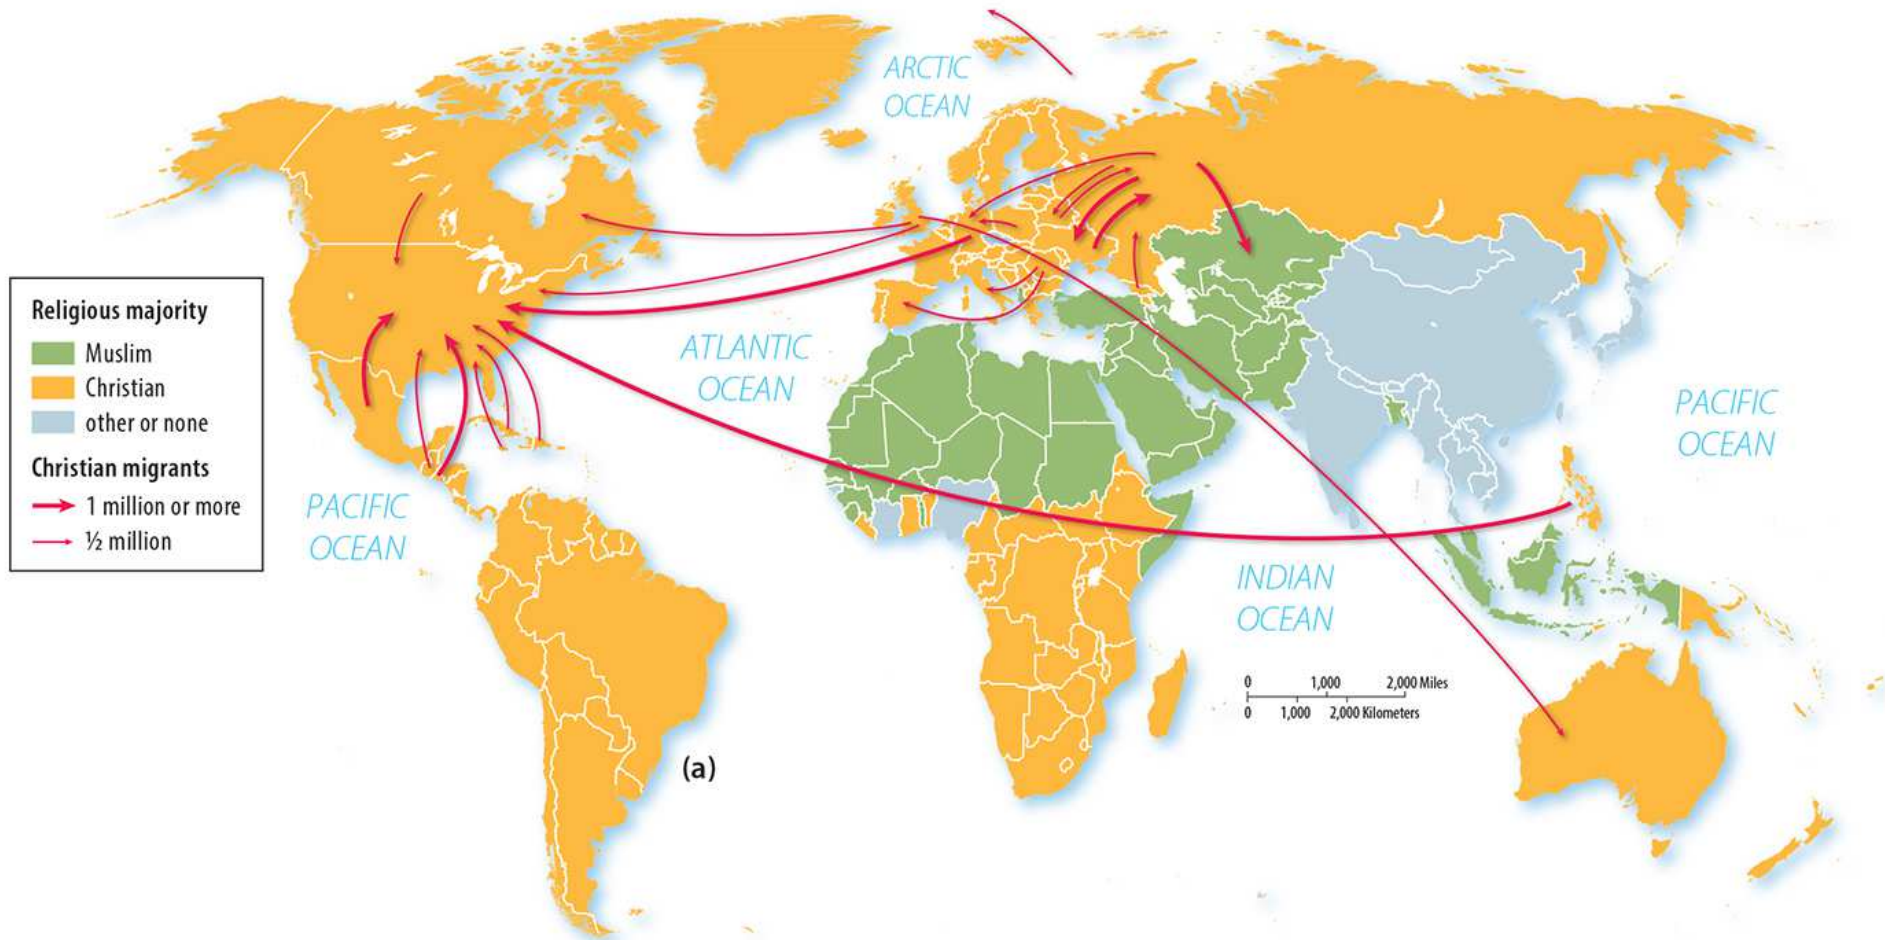 ARCTIC
OCEAN
Religious majority
Muslim
Christian
other or none
Christian migrants
1 million or more
½ million
ATLANTIC
OCEAN
PACIFIC
OCEAN
PACIFIC
OCEAN
INDIAN
OCEAN
0 1,000 2,000 Miles
0 1,000 2,000 Kilometers
(a)